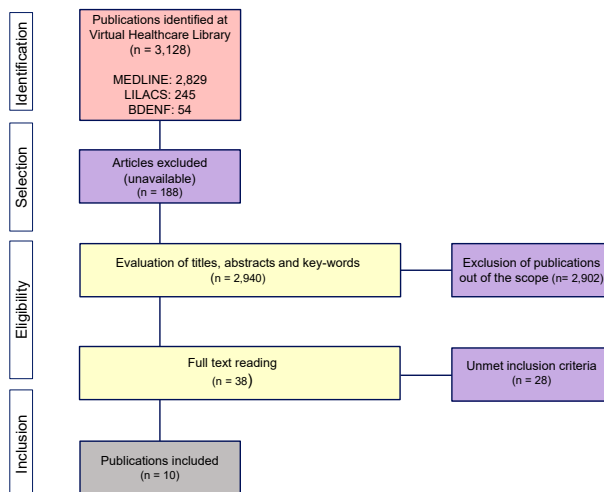 Identification
Publications identified at
Virtual Healthcare Library
(n = 3,128)
MEDLINE: 2,829
LILACS: 245
BDENF: 54
Selection
Articles excluded
(unavailable)
(n = 188)
Eligibility
Evaluation of titles, abstracts and key-words
(n = 2,940)
Exclusion of publications
out of the scope (n= 2,902)
Full text reading
(n = 38)
Unmet inclusion criteria
(n = 28)
Inclusion
Publications included
(n = 10)